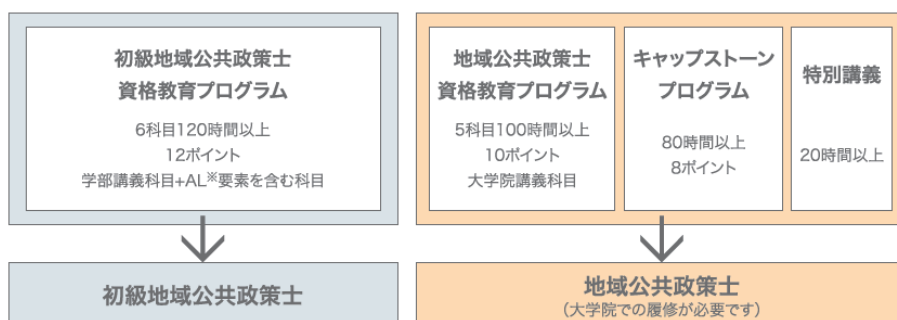 初級地域公共政策士
資格教育プログラム
6科目120時間以上
12ポイント
学部講義科目+AL※要素を含む科目
地域公共政策士
資格教育プログラム
5科目100時間以上
10ポイント
大学院講義科目
キャップストーン
プログラム
80時間以上
8ポイント
特別講義
20時間以上
初級地域公共政策士
地域公共政策士
(大学院での履修が必要です)